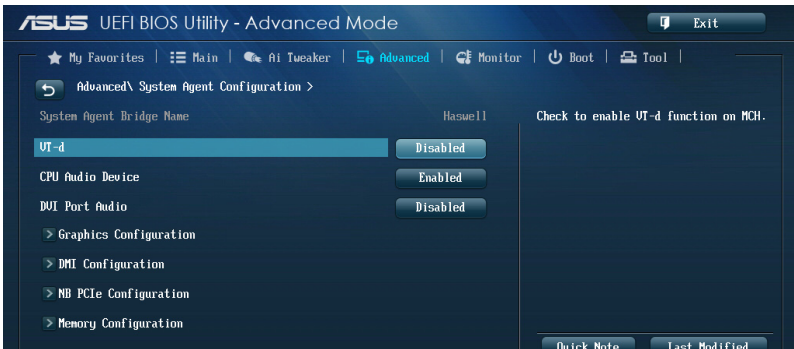 ASUS UEFI BIOS Utility - Advanced Mode
Exit
My Favorites | Main | Ai Tweaker | Advanced | Monitor | Boot | Tool |
Advanced\ System Agent Configuration >
System Agent Bridge Name Haswell
Check to enable VT-d function on MCH.
VT-d Disabled
CPU Audio Device Enabled
DVI Port Audio Disabled
> Graphics Configuration
> DMI Configuration
> NB PCIe Configuration
> Memory Configuration
Quick Note Last Modified